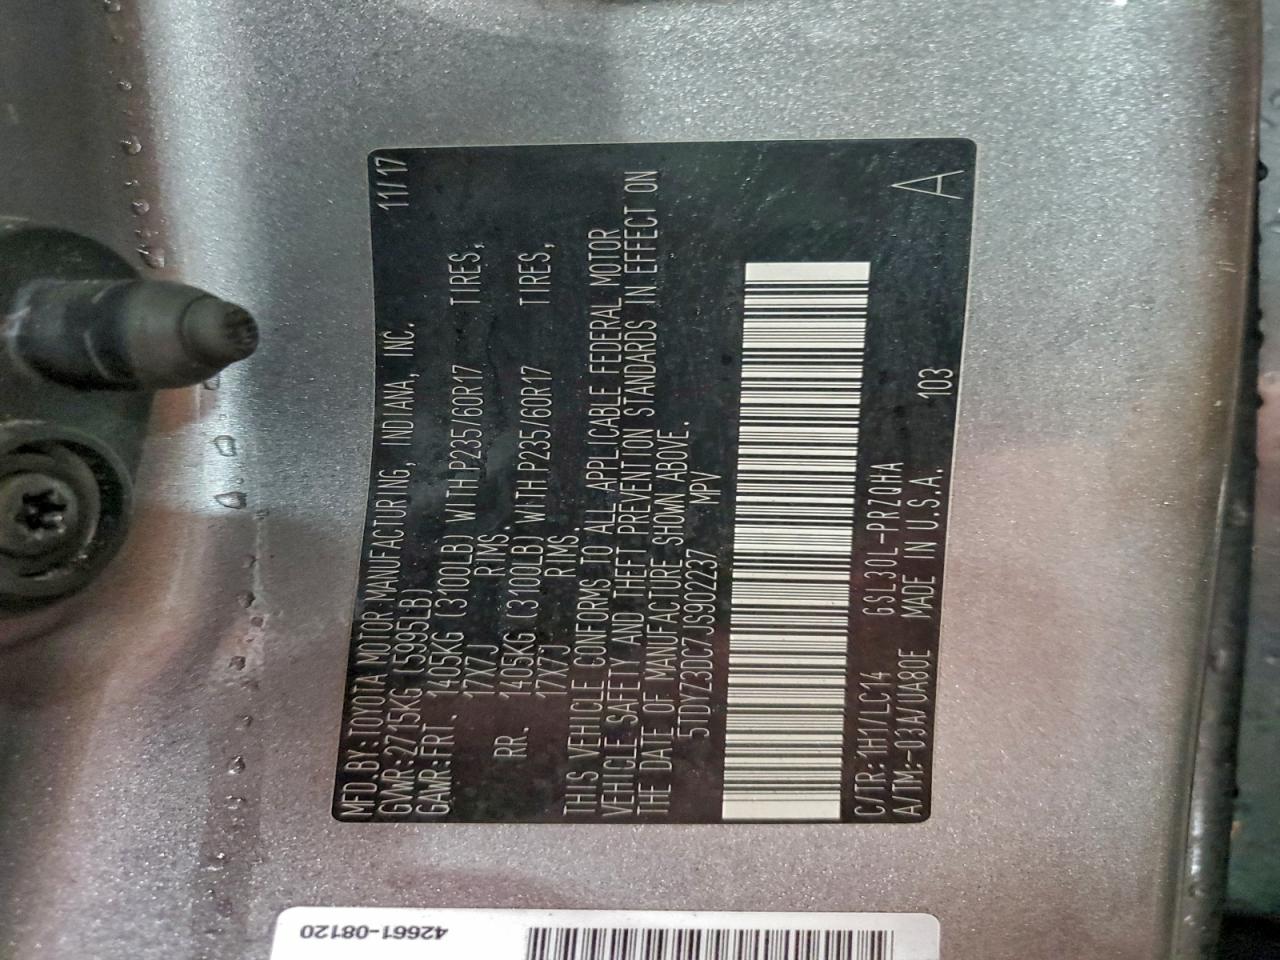 MFD.BY:TOYOTA MOTOR MANUFACTURING, INDIANA, INC. 11/17
GVWR:2715KG (5995LB)
GAWR:FRT. 1405KG (3100LB) WITH P235/60R17 TIRES,
17X7J RIMS.
RR. 1405KG (3100LB) WITH P235/60R17 TIRES,
17X7J RIMS.
THIS VEHICLE CONFORMS TO ALL APPLICABLE FEDERAL MOTOR
VEHICLE SAFETY AND THEFT PREVENTION STANDARDS IN EFFECT ON
THE DATE OF MANUFACTURE SHOWN ABOVE.
5TDYZ3DC7JS902237 MPV
C/TR:1H1/LC14 GSL30L-PRZQHA
A/TM:-03A/UA80E MADE IN U.S.A. 103 A
42661-08120